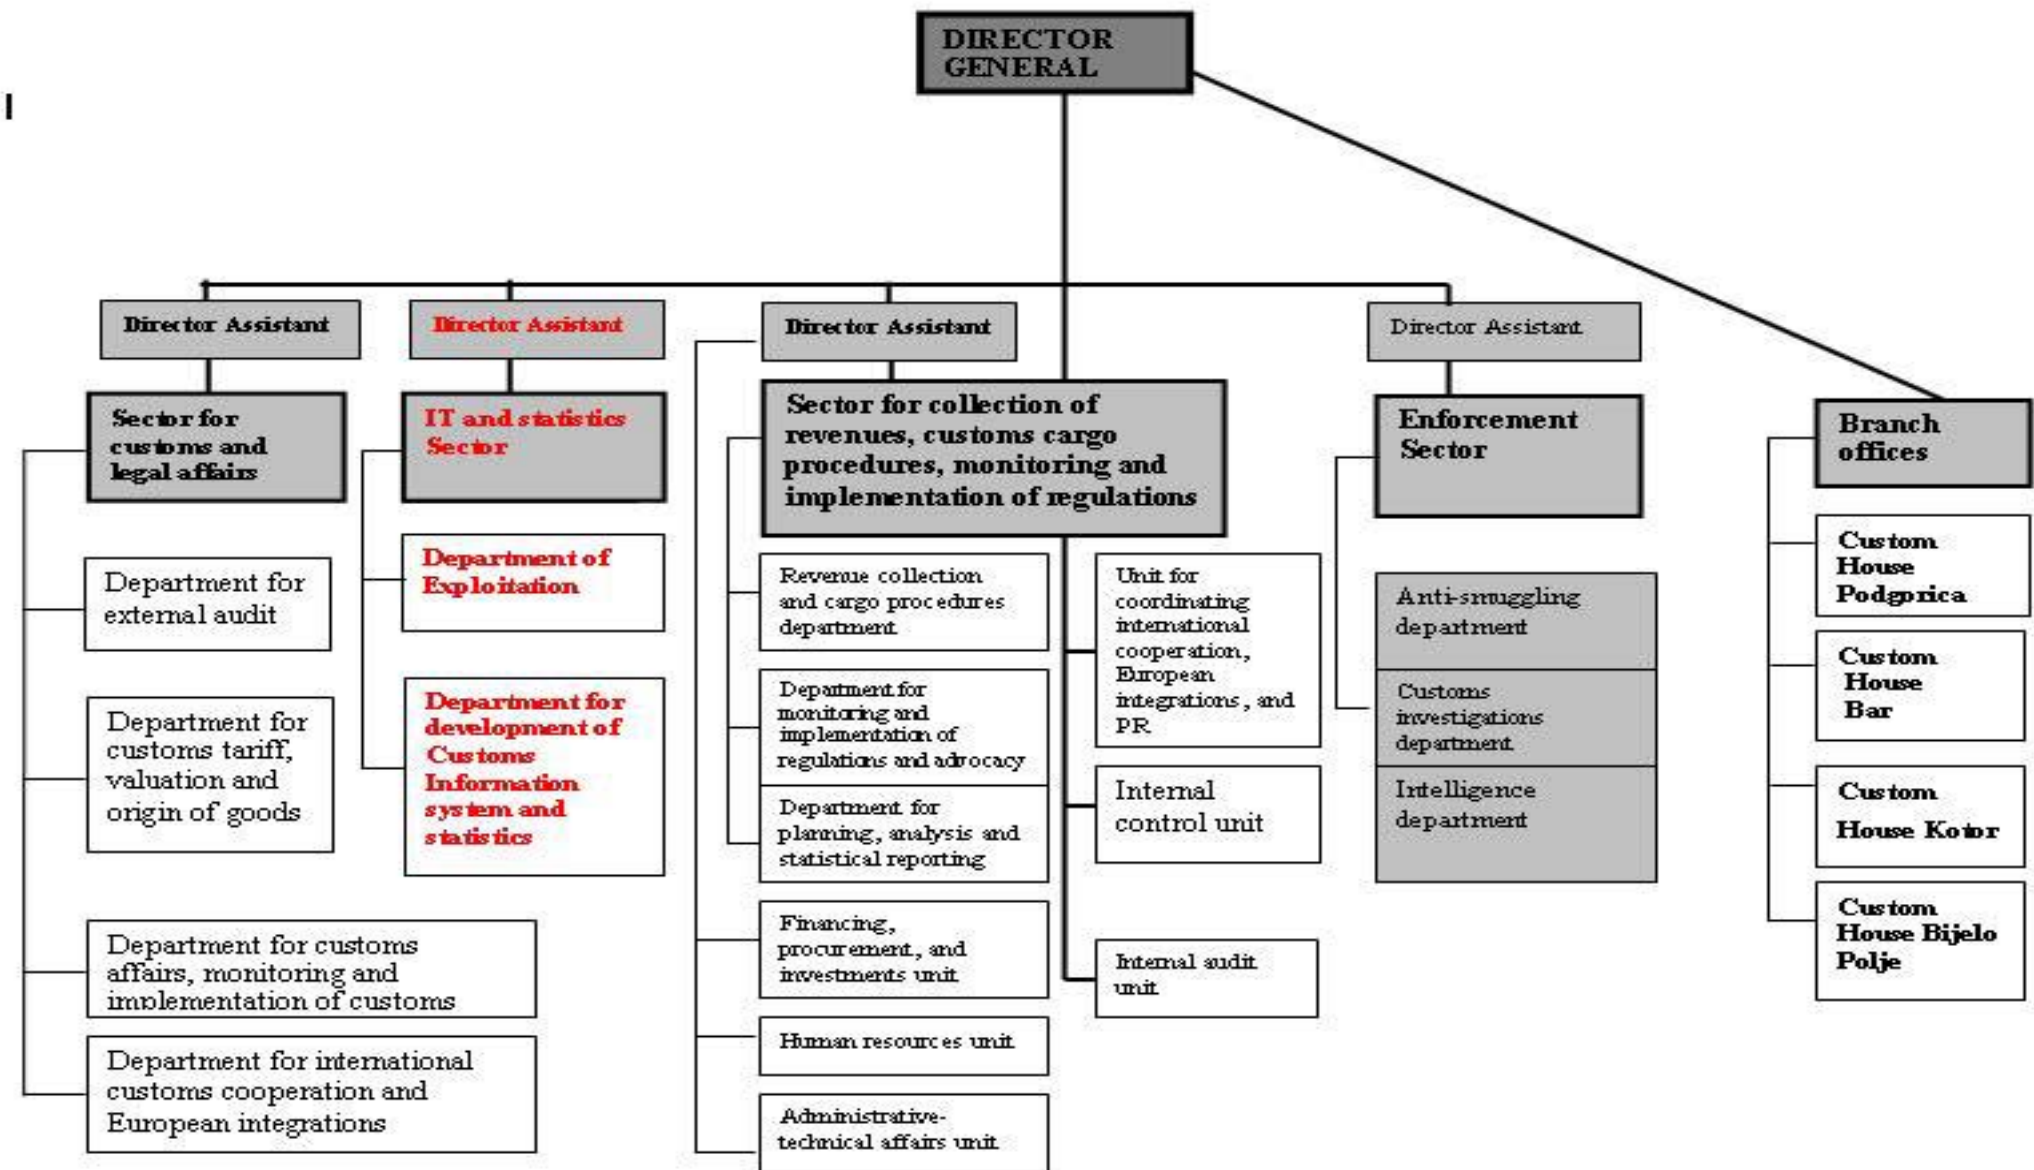 DIRECTOR
GENERAL
I
Director Assistant
Director Assistant
Director Assistant
Director Assistant
Sector for
customs and
legal affairs
IT and statistics
Sector
Sector for collection of
revenues, customs cargo
procedures, monitoring and
implementation of regulations
Enforcement
Sector
Branch
offices
Department for
external audit
Department for
customs tariff,
valuation and
origin of goods
Department for customs
affairs, monitoring and
implementation of customs
Department for international
customs cooperation and
European integrations
Department of
Exploitation
Department for
development of
Customs
Information
system and
statistics
Revenue collection
and cargo procedures
department
Department for
monitoring and
implementation of
regulations and advocacy
Department for
planning, analysis and
statistical reporting
Financing,
procurement, and
investments unit
Human resources unit
Administrative-
technical affairs unit
Unit for
coordinating
international
cooperation,
European
integrations, and
PR
Internal
control unit
Internal audit
unit
Anti-smuggling
department
Customs
investigations
department
Intelligence
department
Custom
House
Podgorica
Custom
House
Bar
Custom
House Kotor
Custom
House Bijelo
Polje